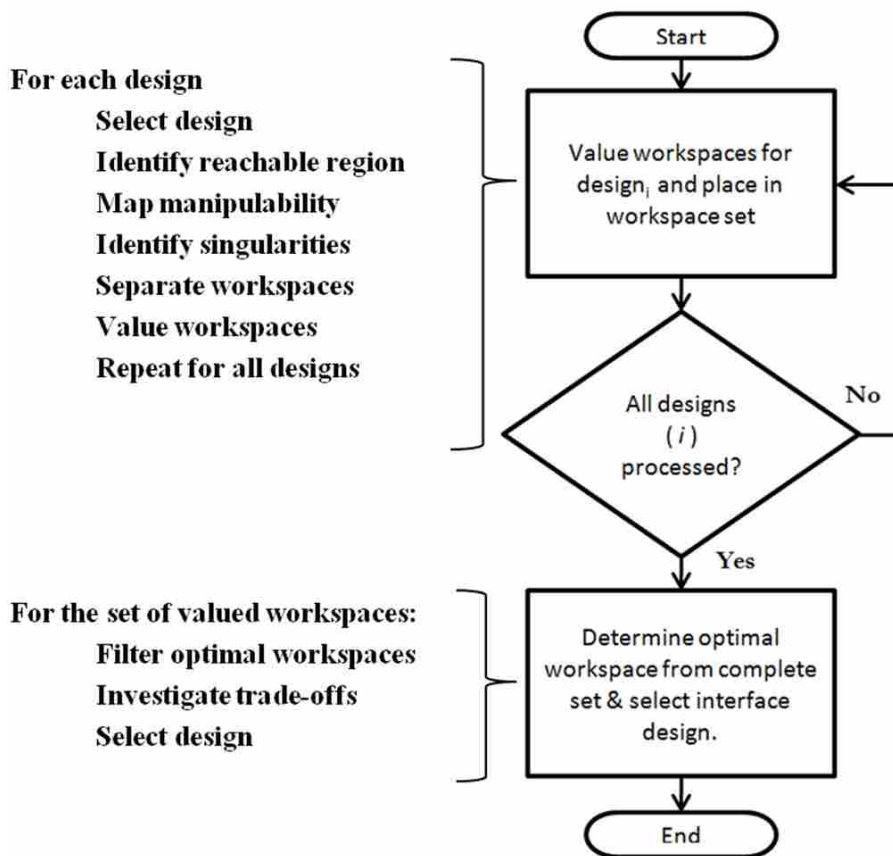 Start
For each design
Select design
Identify reachable region
Map manipulability
Identify singularities
Separate workspaces
Value workspaces
Repeat for all designs
Value workspaces for
designᵢ and place in
workspace set
All designs
( i )
processed?
No
Yes
For the set of valued workspaces:
Filter optimal workspaces
Investigate trade-offs
Select design
Determine optimal
workspace from complete
set & select interface
design.
End